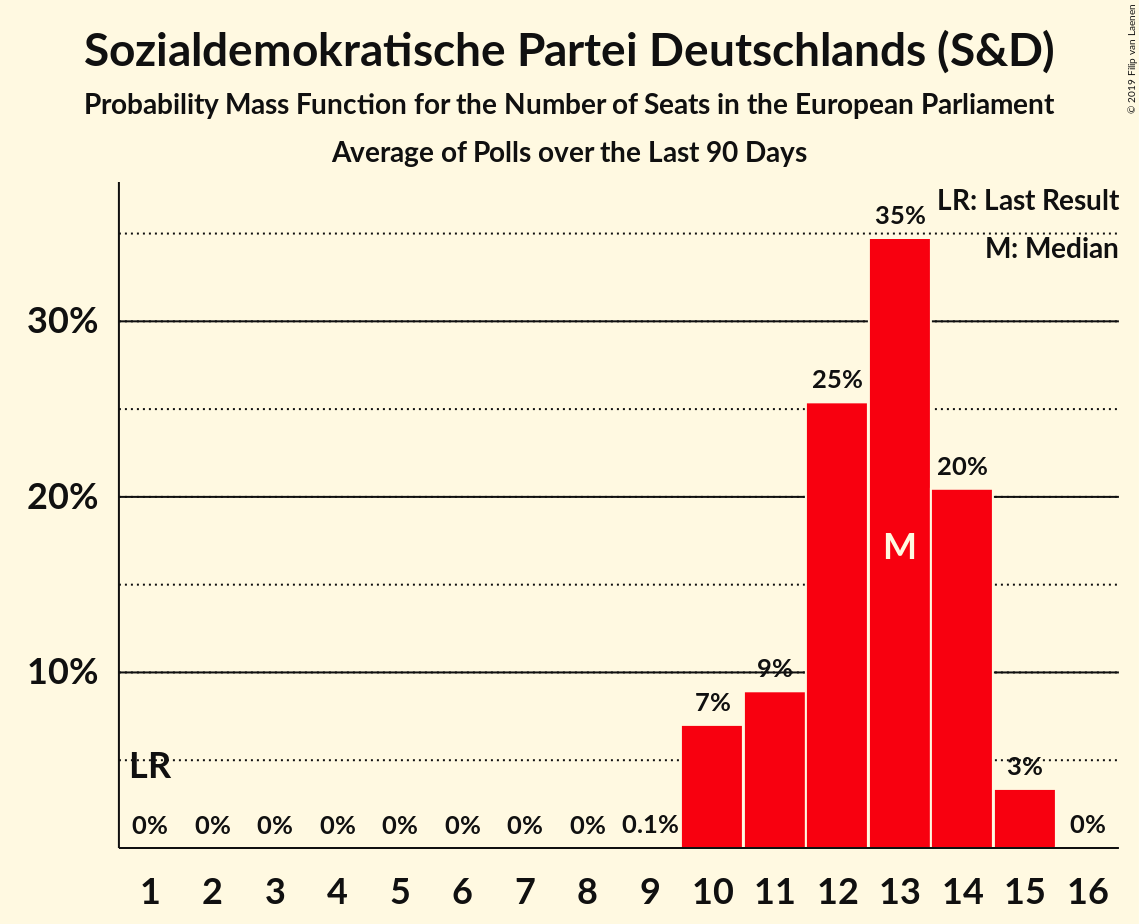 Sozialdemokratische Partei Deutschlands (S&D)
Probability Mass Function for the Number of Seats in the European Parliament
Average of Polls over the Last 90 Days
© 2019 Filip van Laenen
LR: Last Result
M: Median
35%
30%
25%
20%
20%
M
10%
9%
7%
LR
3%
0% 0% 0% 0% 0% 0% 0% 0% 0.1% 0%
1 2 3 4 5 6 7 8 9 10 11 12 13 14 15 16